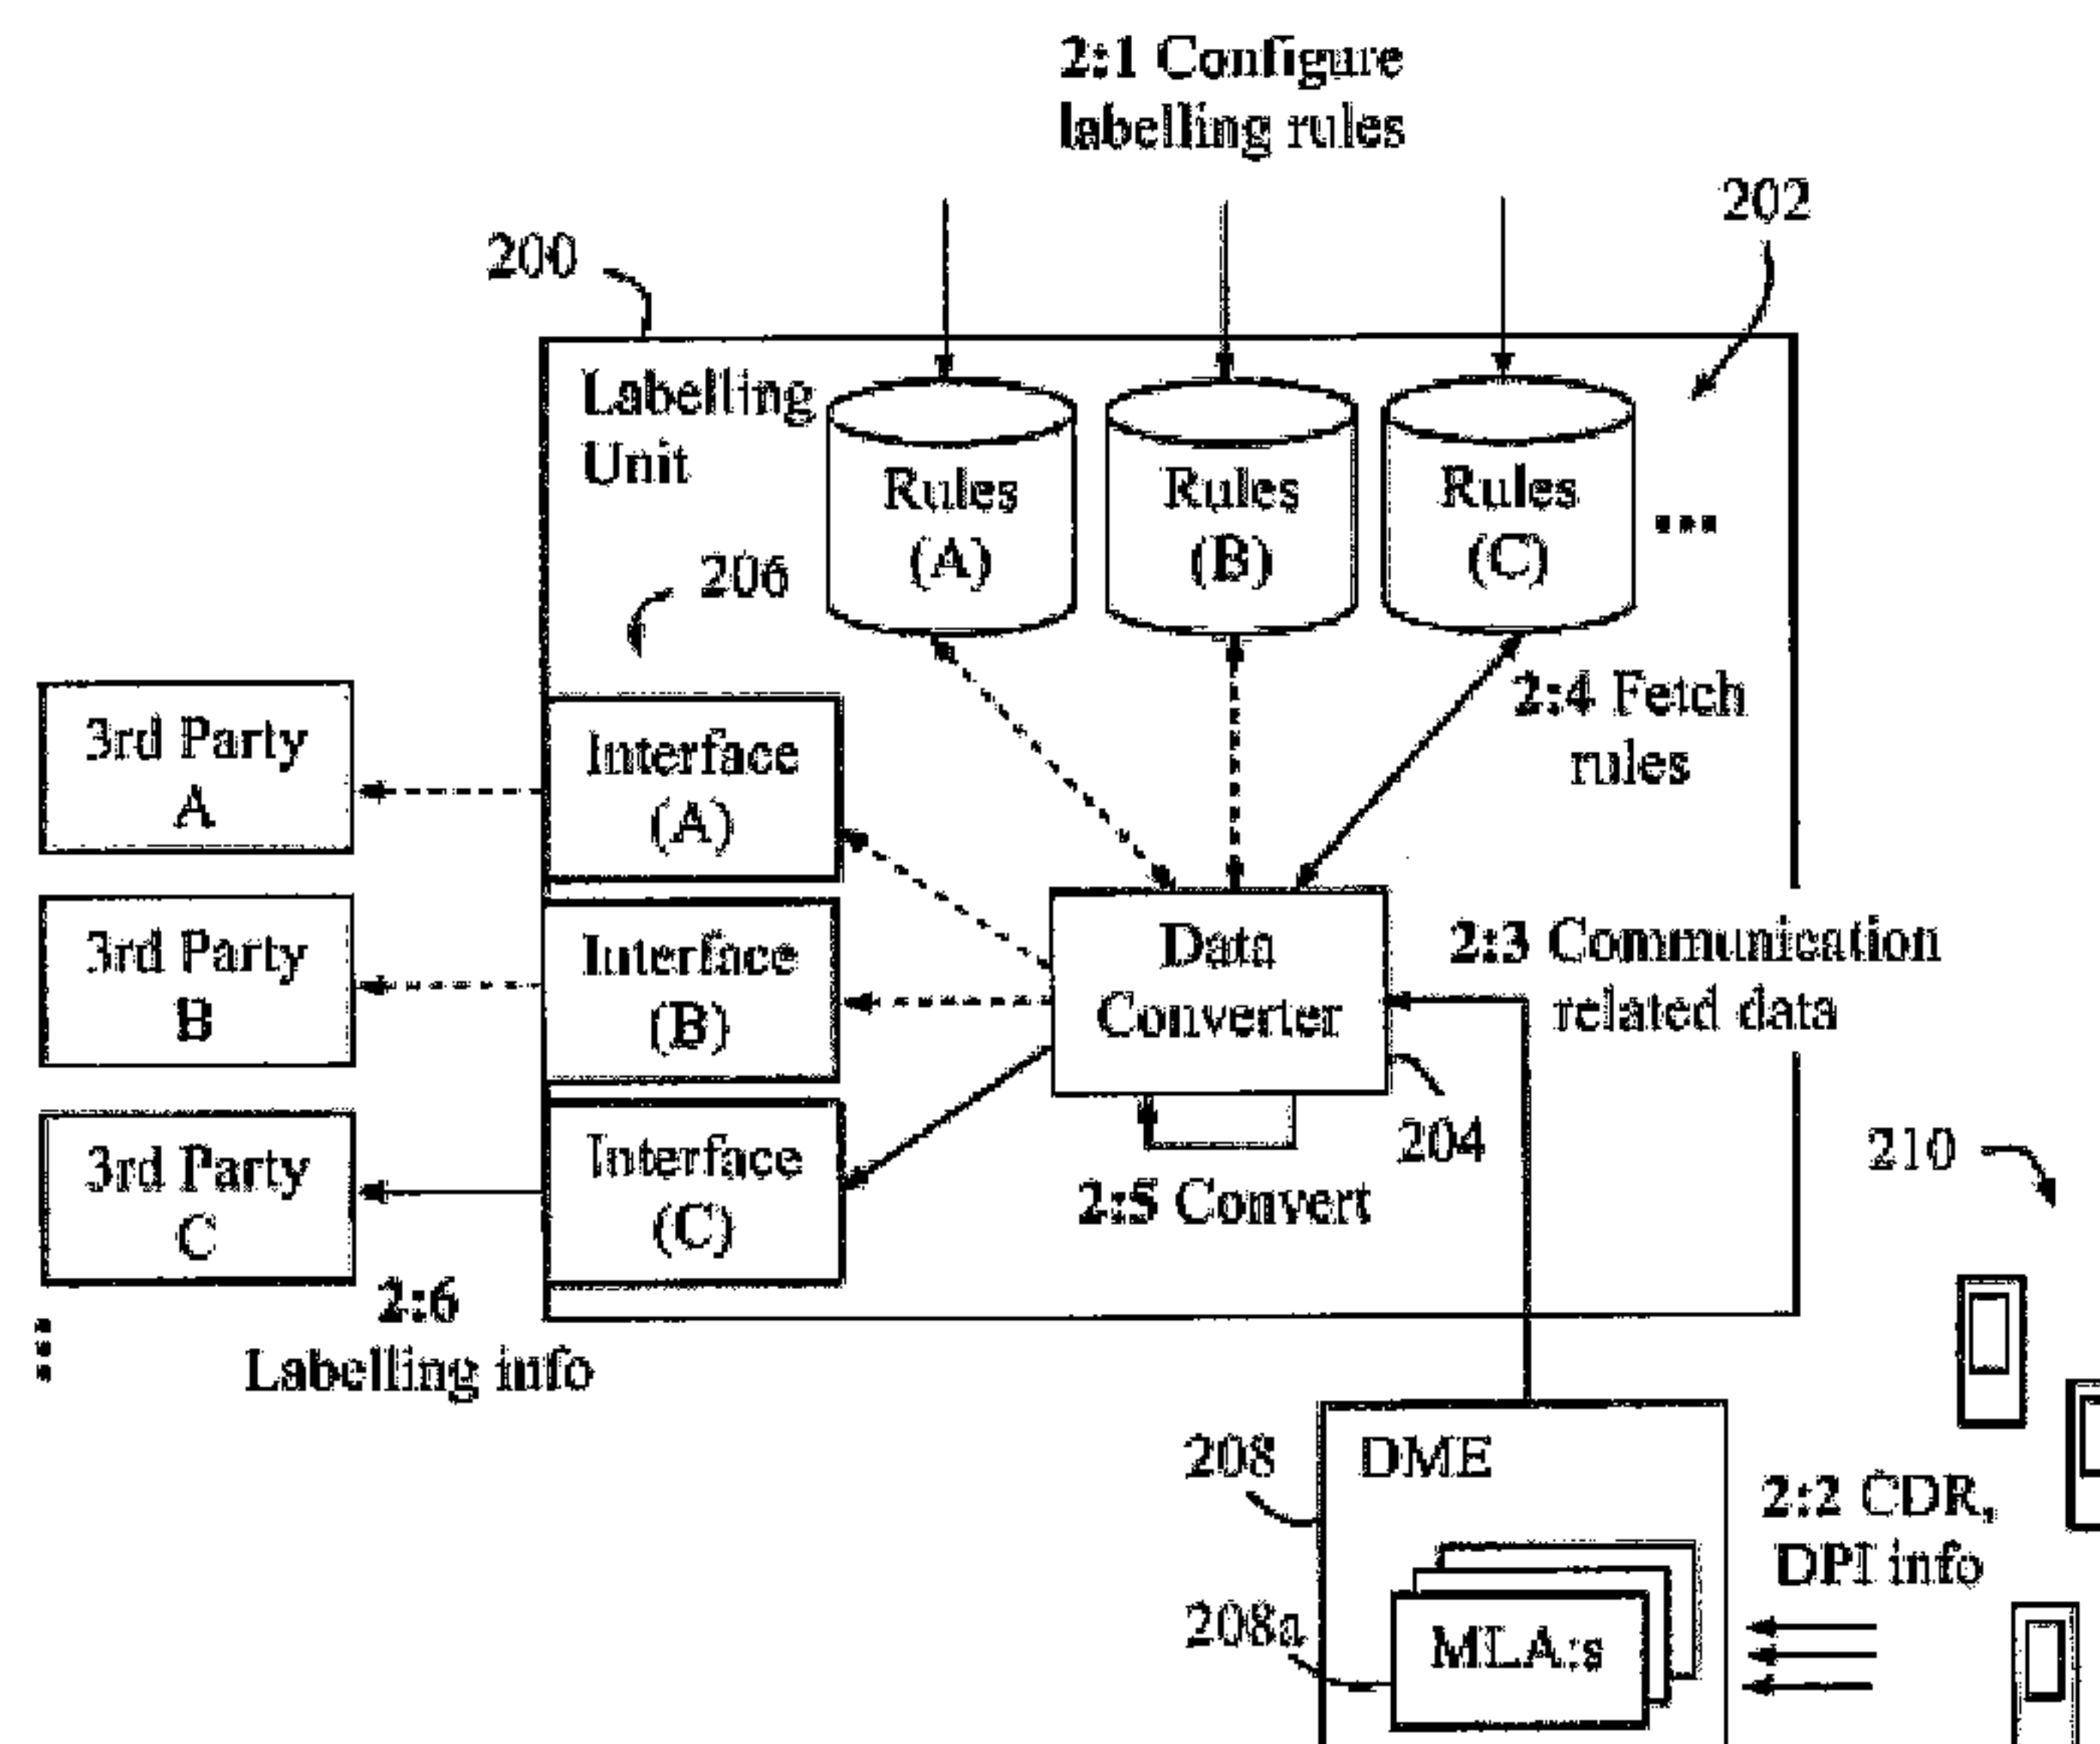 2:1 Configure
labelling rules
202
200
Labelling
Unit
Rules
(A)
Rules
(B)
Rules
(C)
...
206
2:4 Fetch
rules
3rd Party
A
Interface
(A)
3rd Party
B
Interface
(B)
Data
Converter
2:3 Communication
related data
3rd Party
C
Interface
(C)
204
2:5 Convert
210
2:6
Labelling info
208
DME
2:2 CDR,
DPI info
208a
MLA:s